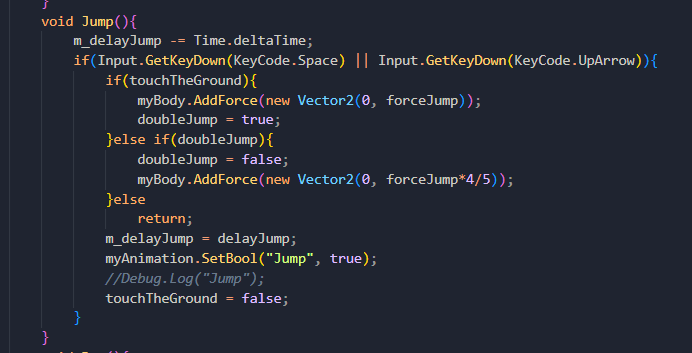 }
void Jump(){
m_delayJump -= Time.deltaTime;
if(Input.GetKeyDown(KeyCode.Space) || Input.GetKeyDown(KeyCode.UpArrow)){
if(touchTheGround){
myBody.AddForce(new Vector2(0, forceJump));
doubleJump = true;
}else if(doubleJump){
doubleJump = false;
myBody.AddForce(new Vector2(0, forceJump*4/5));
}else
return;
m_delayJump = delayJump;
myAnimation.SetBool("Jump", true);
//Debug.Log("Jump");
touchTheGround = false;
}
}